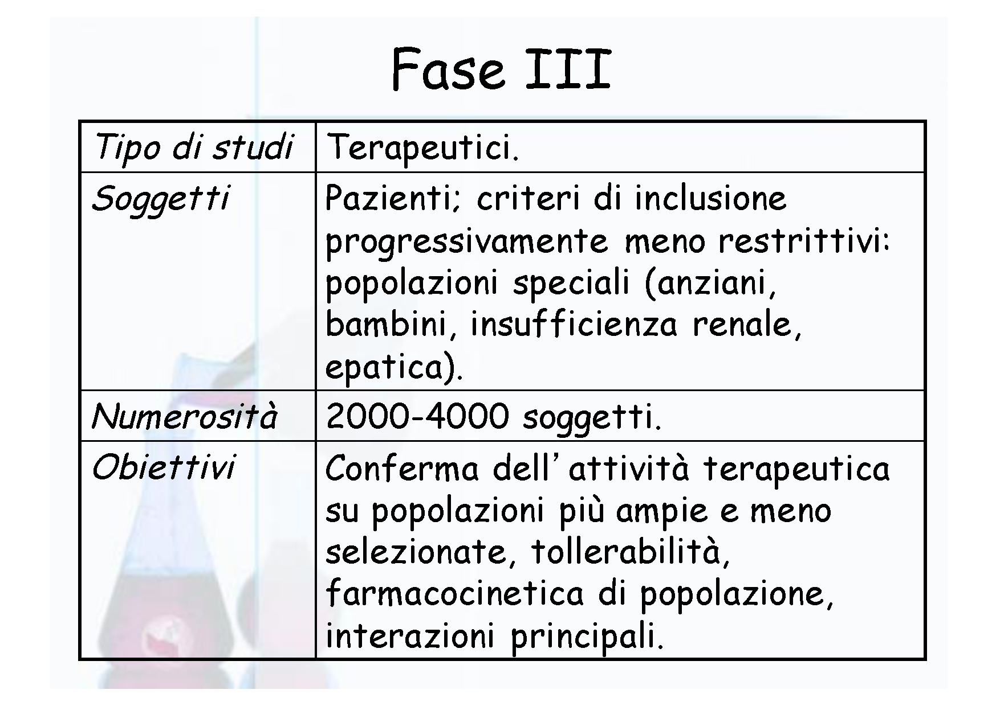 Fase III
Tipo di studi
Terapeutici.
Soggetti
Pazienti; criteri di inclusione
progressivamente meno restrittivi:
popolazioni speciali (anziani,
bambini, insufficienza renale,
epatica).
Numerosità
2000-4000 soggetti.
Obiettivi
Conferma dell’attività terapeutica
su popolazioni più ampie e meno
selezionate, tollerabilità,
farmacocinetica di popolazione,
interazioni principali.